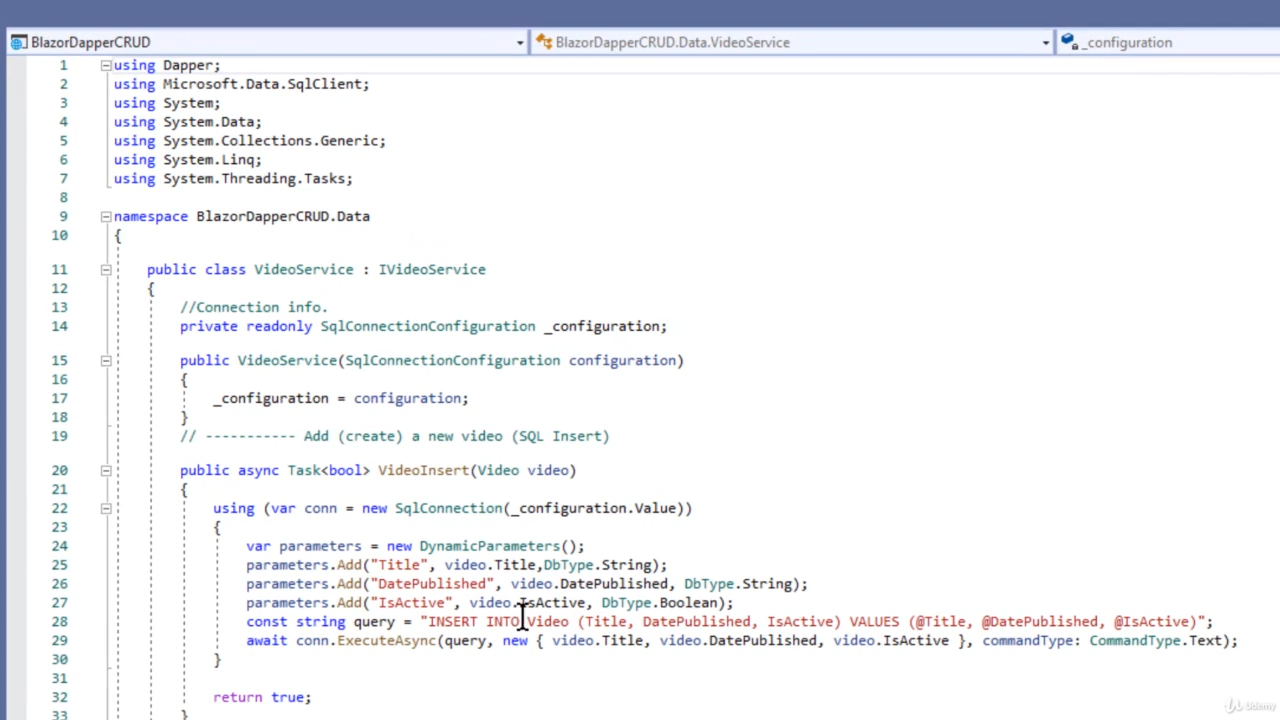 BlazorDapperCRUD BlazorDapperCRUD.Data.VideoService _configuration
1 using Dapper;
2 using Microsoft.Data.SqlClient;
3 using System;
4 using System.Data;
5 using System.Collections.Generic;
6 using System.Linq;
7 using System.Threading.Tasks;
8
9 namespace BlazorDapperCRUD.Data
10 {
11 public class VideoService : IVideoService
12 {
13 //Connection info.
14 private readonly SqlConnectionConfiguration _configuration;
15 public VideoService(SqlConnectionConfiguration configuration)
16 {
17 _configuration = configuration;
18 }
19 // ----------- Add (create) a new video (SQL Insert)
20 public async Task<bool> VideoInsert(Video video)
21 {
22 using (var conn = new SqlConnection(_configuration.Value))
23 {
24 var parameters = new DynamicParameters();
25 parameters.Add("Title", video.Title,DbType.String);
26 parameters.Add("DatePublished", video.DatePublished, DbType.String);
27 parameters.Add("IsActive", video.IsActive, DbType.Boolean);
28 const string query = "INSERT INTO Video (Title, DatePublished, IsActive) VALUES (@Title, @DatePublished, @IsActive)";
29 await conn.ExecuteAsync(query, new { video.Title, video.DatePublished, video.IsActive }, commandType: CommandType.Text);
30 }
31
32 return true;
33 }
Udemy